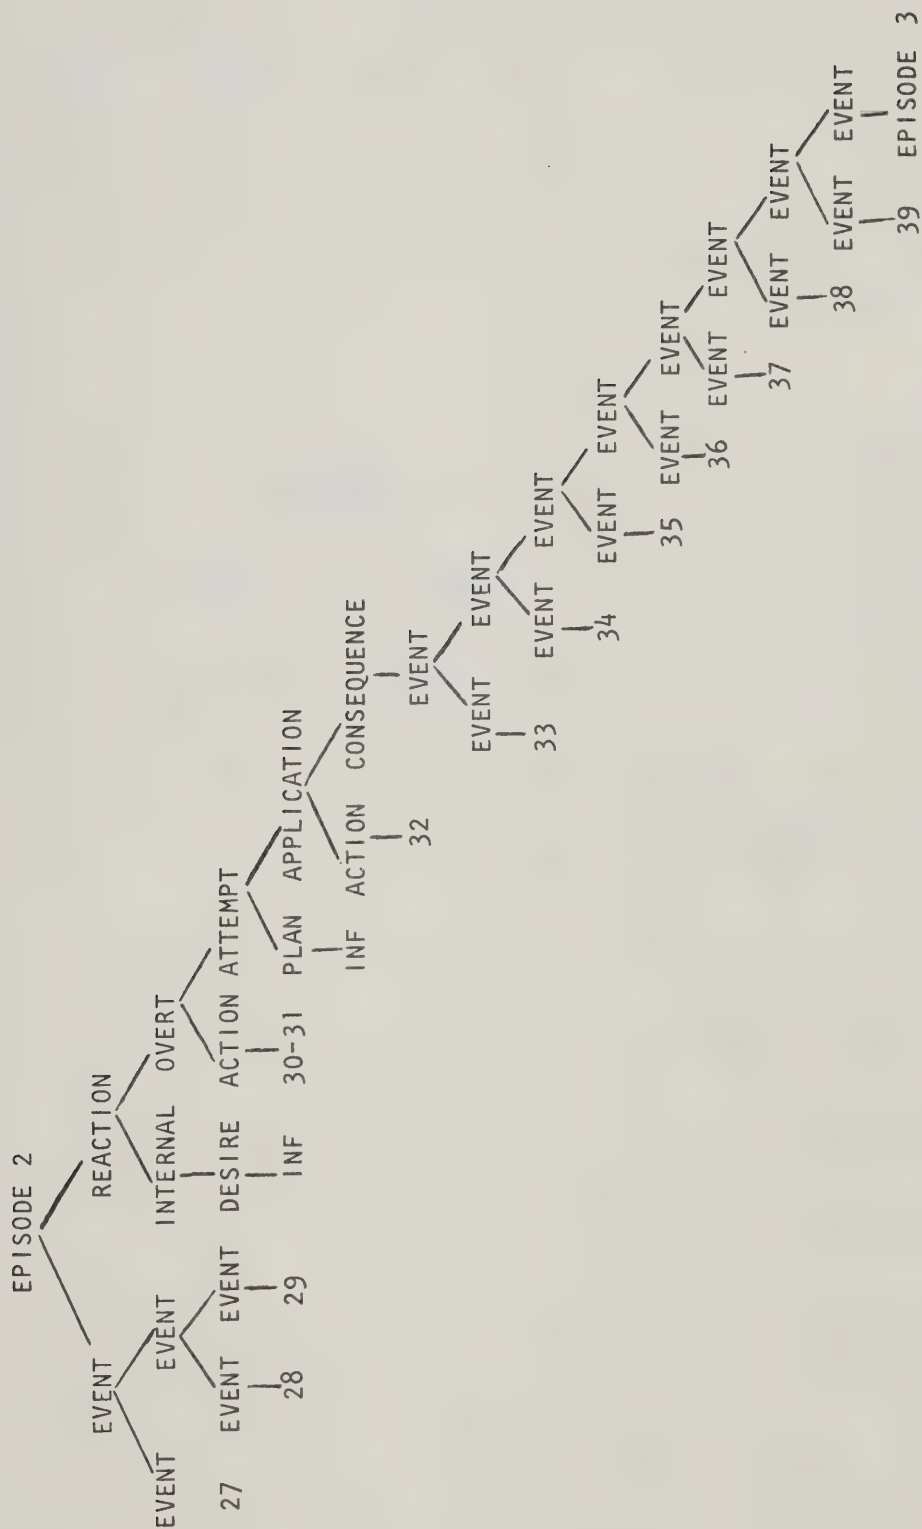 EPISODE 2
EVENT REACTION
EVENT EVENT INTERNAL OVERT
27 EVENT EVENT DESIRE ACTION ATTEMPT
28 29 INF 30-31 PLAN APPLICATION
INF ACTION CONSEQUENCE
32 EVENT
EVENT EVENT
33 EVENT EVENT
34 EVENT EVENT
35 EVENT EVENT
36 EVENT EVENT
37 EVENT EVENT
38 EVENT EVENT
39 EPISODE 3